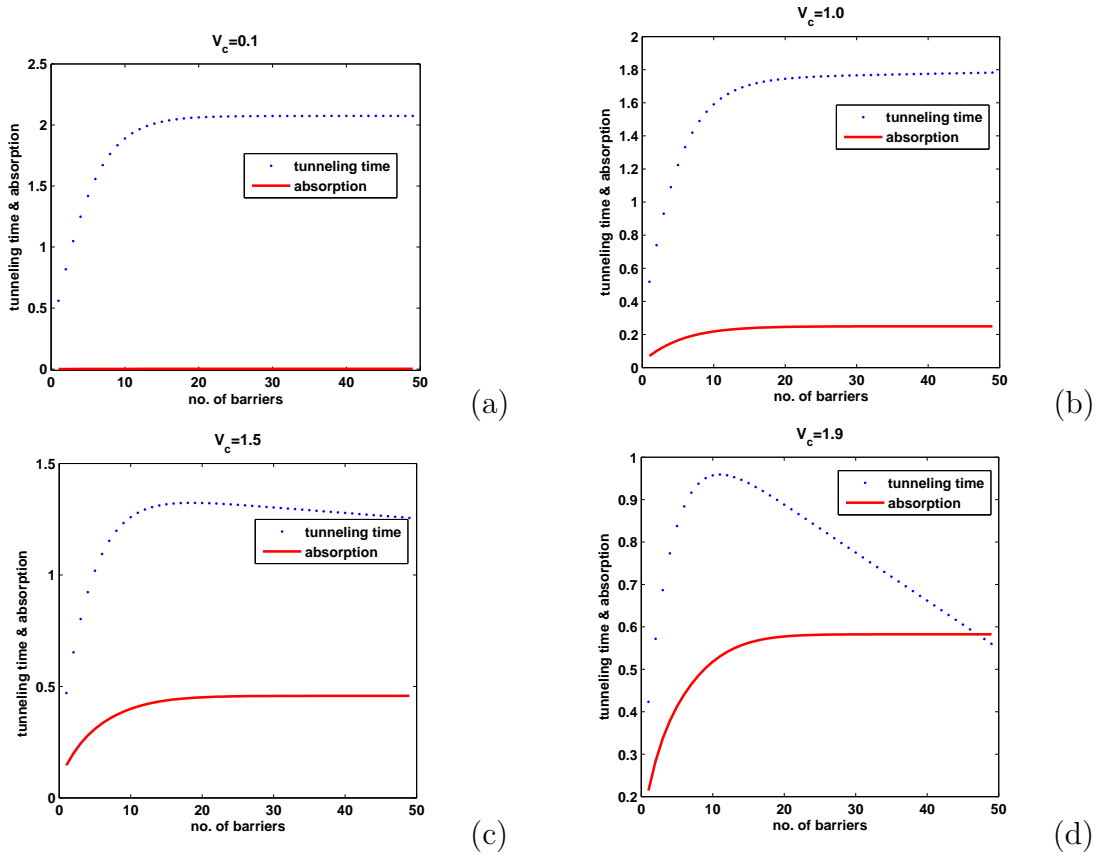 V_c=0.1
2.5
2
1.5
1
0.5
0
0 10 20 30 40 50
tunneling time & absorption
no. of barriers
tunneling time
absorption
(a)
V_c=1.0
2
1.8
1.6
1.4
1.2
1
0.8
0.6
0.4
0.2
0
0 10 20 30 40 50
tunneling time & absorption
no. of barriers
tunneling time
absorption
(b)
V_c=1.5
1.5
1
0.5
0
0 10 20 30 40 50
tunneling time & absorption
no. of barriers
tunneling time
absorption
(c)
V_c=1.9
1
0.9
0.8
0.7
0.6
0.5
0.4
0.3
0.2
0 10 20 30 40 50
tunneling time & absorption
no. of barriers
tunneling time
absorption
(d)